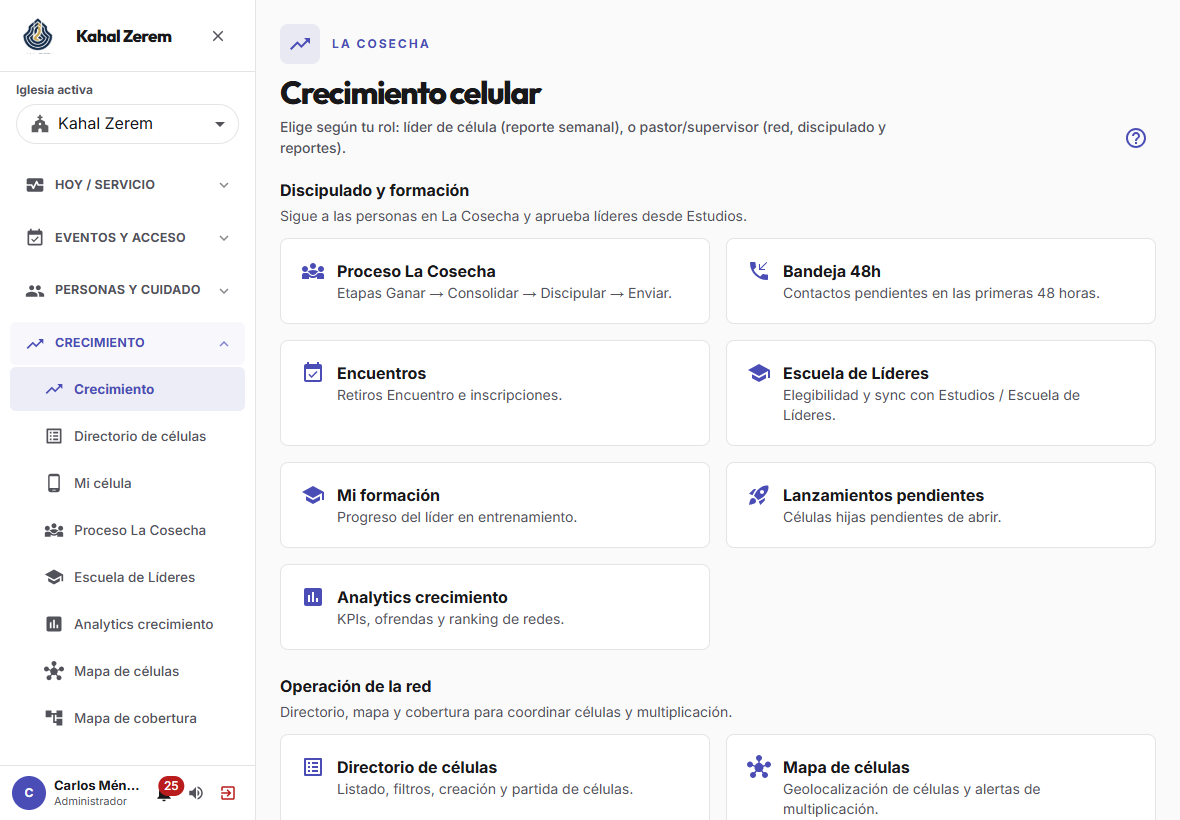 Kahal Zerem
Iglesia activa
Kahal Zerem
HOY / SERVICIO
EVENTOS Y ACCESO
PERSONAS Y CUIDADO
CRECIMIENTO
Crecimiento
Directorio de células
Mi célula
Proceso La Cosecha
Escuela de Líderes
Analytics crecimiento
Mapa de células
Mapa de cobertura
C
Carlos Mén...
Administrador
25
LA COSECHA
Crecimiento celular
Elige según tu rol: líder de célula (reporte semanal), o pastor/supervisor (red, discipulado y
reportes).
Discipulado y formación
Sigue a las personas en La Cosecha y aprueba líderes desde Estudios.
Proceso La Cosecha
Etapas Ganar → Consolidar → Discipular → Enviar.
Bandeja 48h
Contactos pendientes en las primeras 48 horas.
Encuentros
Retiros Encuentro e inscripciones.
Escuela de Líderes
Elegibilidad y sync con Estudios / Escuela de
Líderes.
Mi formación
Progreso del líder en entrenamiento.
Lanzamientos pendientes
Células hijas pendientes de abrir.
Analytics crecimiento
KPIs, ofrendas y ranking de redes.
Operación de la red
Directorio, mapa y cobertura para coordinar células y multiplicación.
Directorio de células
Listado, filtros, creación y partida de células.
Mapa de células
Geolocalización de células y alertas de
multiplicación.